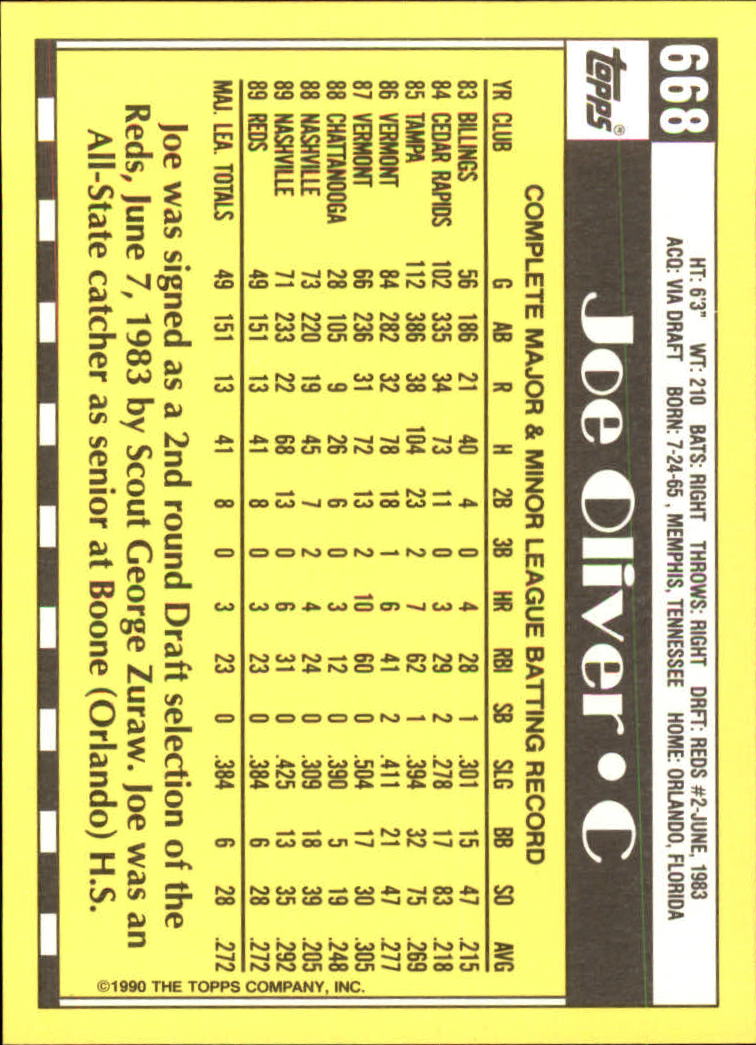 668
topps®
HT: 6'3" WT: 210 BATS: RIGHT THROWS: RIGHT DRFT: REDS #2-JUNE, 1983
ACQ: VIA DRAFT BORN: 7-24-65, MEMPHIS, TENNESSEE HOME: ORLANDO, FLORIDA
Joe Oliver • C
COMPLETE MAJOR & MINOR LEAGUE BATTING RECORD
YR CLUB G AB R H 2B 3B HR RBI SB SLG BB SO AVG
83 BILLINGS 56 186 21 40 4 0 4 28 1 .301 15 47 .215
84 CEDAR RAPIDS 102 335 34 73 11 0 3 29 2 .278 17 83 .218
85 TAMPA 112 386 38 104 23 2 7 62 1 .394 32 75 .269
86 VERMONT 84 282 32 78 18 1 6 41 2 .411 21 47 .277
87 VERMONT 66 236 31 72 13 2 10 60 0 .504 17 30 .305
88 CHATTANOOGA 28 105 9 26 6 0 3 12 0 .390 5 19 .248
88 NASHVILLE 73 220 19 45 7 2 4 24 0 .309 18 39 .205
89 NASHVILLE 71 233 22 68 13 0 6 31 0 .425 13 35 .292
89 REDS 49 151 13 41 8 0 3 23 0 .384 6 28 .272
MAJ. LEA. TOTALS 49 151 13 41 8 0 3 23 0 .384 6 28 .272
Joe was signed as a 2nd round Draft selection of the
Reds, June 7, 1983 by Scout George Zuraw. Joe was an
All-State catcher as senior at Boone (Orlando) H.S.
©1990 THE TOPPS COMPANY, INC.